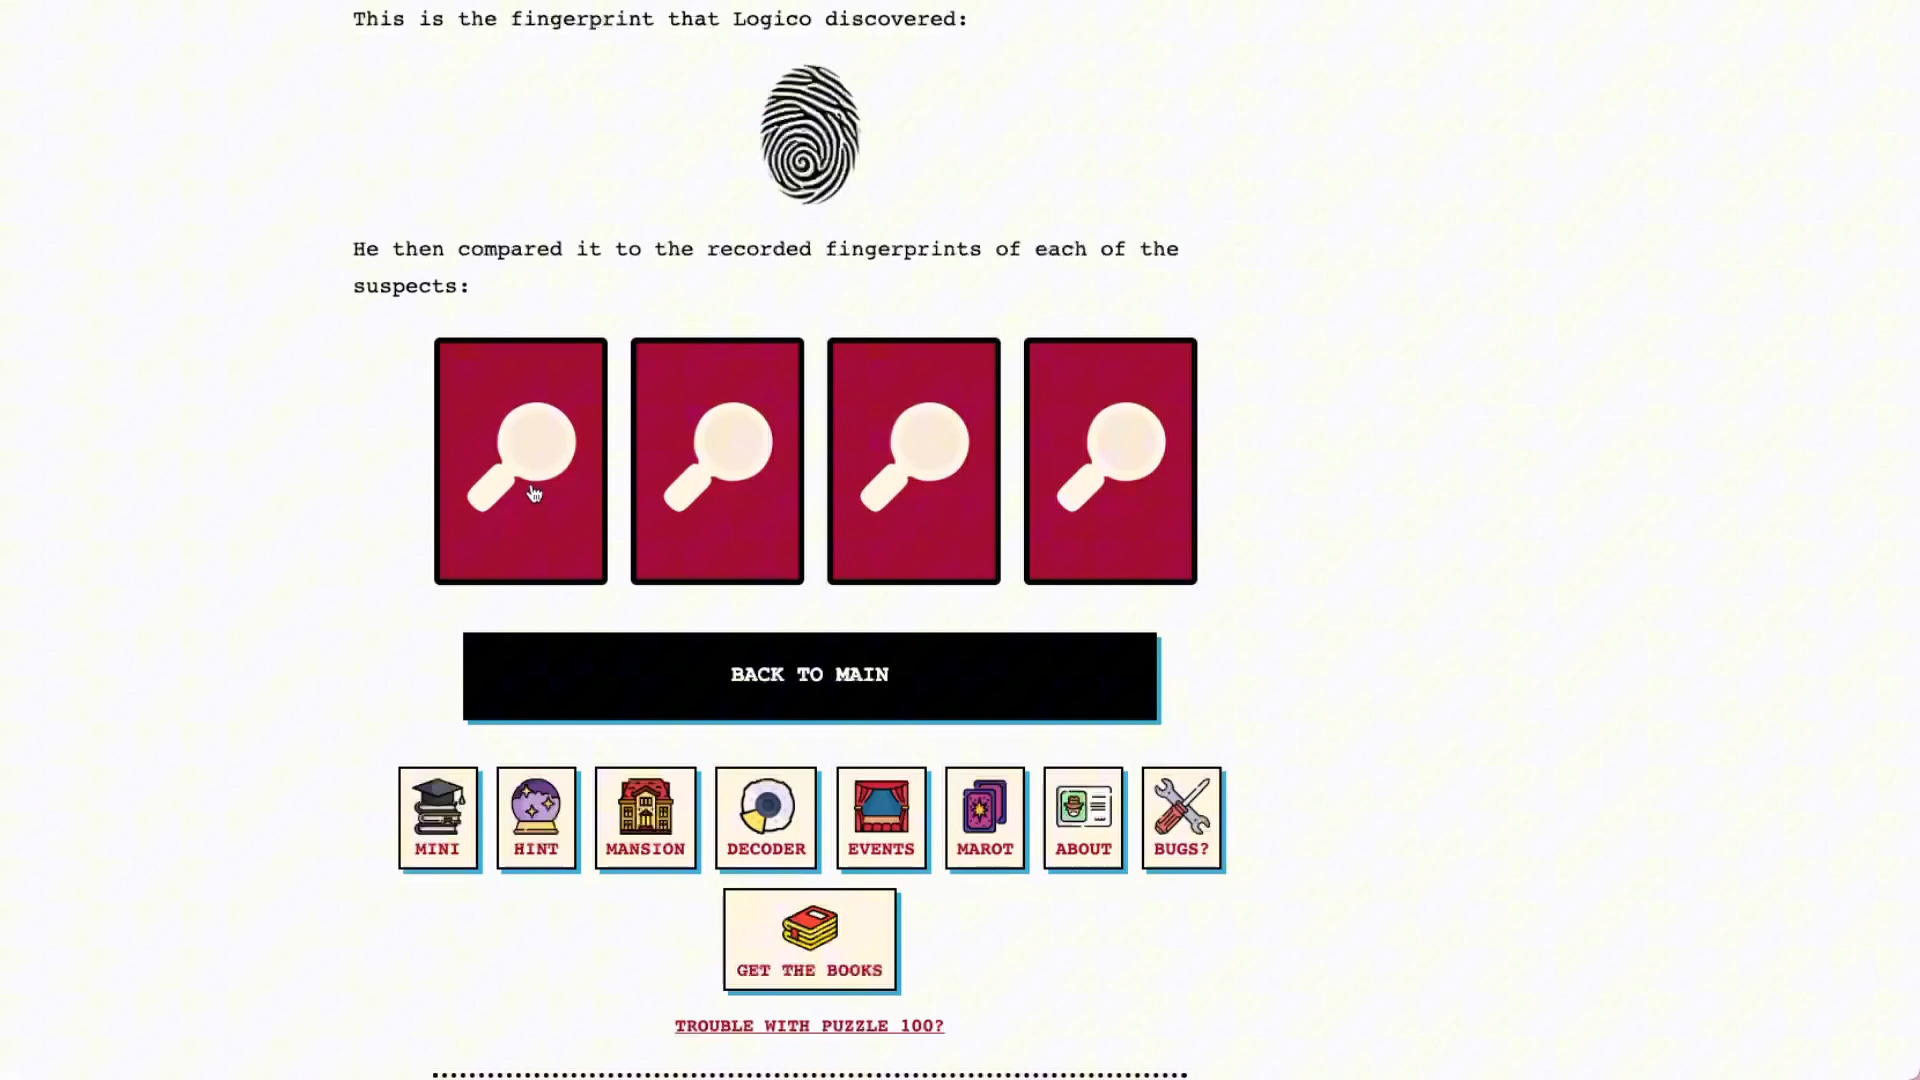 This is the fingerprint that Logico discovered:
He then compared it to the recorded fingerprints of each of the
suspects:
BACK TO MAIN
MINI HINT MANSION DECODER EVENTS MAROT ABOUT BUGS?
GET THE BOOKS
TROUBLE WITH PUZZLE 100?